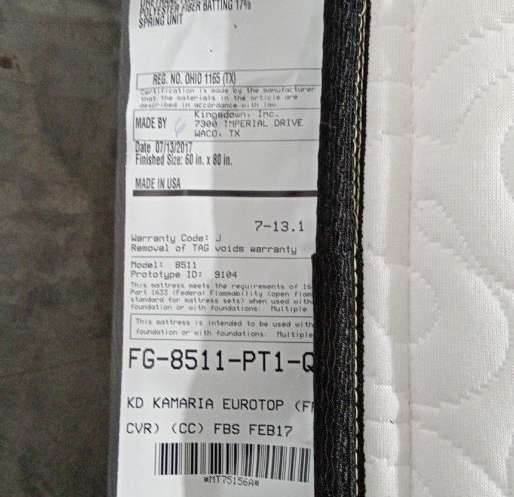 POLYESTER FIBER BATTING 17%
SPRING UNIT
REG. NO. OHIO 1165 (TX)
Certification is made by the manufacturer
that the materials in the article are
described in accordance with law.
MADE BY Kingsdown, Inc.
7300 IMPERIAL DRIVE
WACO, TX
Date 07/13/2017
Finished Size: 60 in. x 80 in.
MADE IN USA
7-13.1
Warranty Code: J
Removal of TAG voids warranty
Model: 8511
Prototype ID: 9104
This mattress meets the requirements of 16
Part 1633 (Federal Flammability (open flam
standard for mattress sets) when used with
foundation or with foundations: Multiple
This mattress is intended to be used with
foundation or with foundations: Multiple
FG-8511-PT1-Q
KD KAMARIA EUROTOP (F
CVR) (CC) FBS FEB17
*MT75156A*